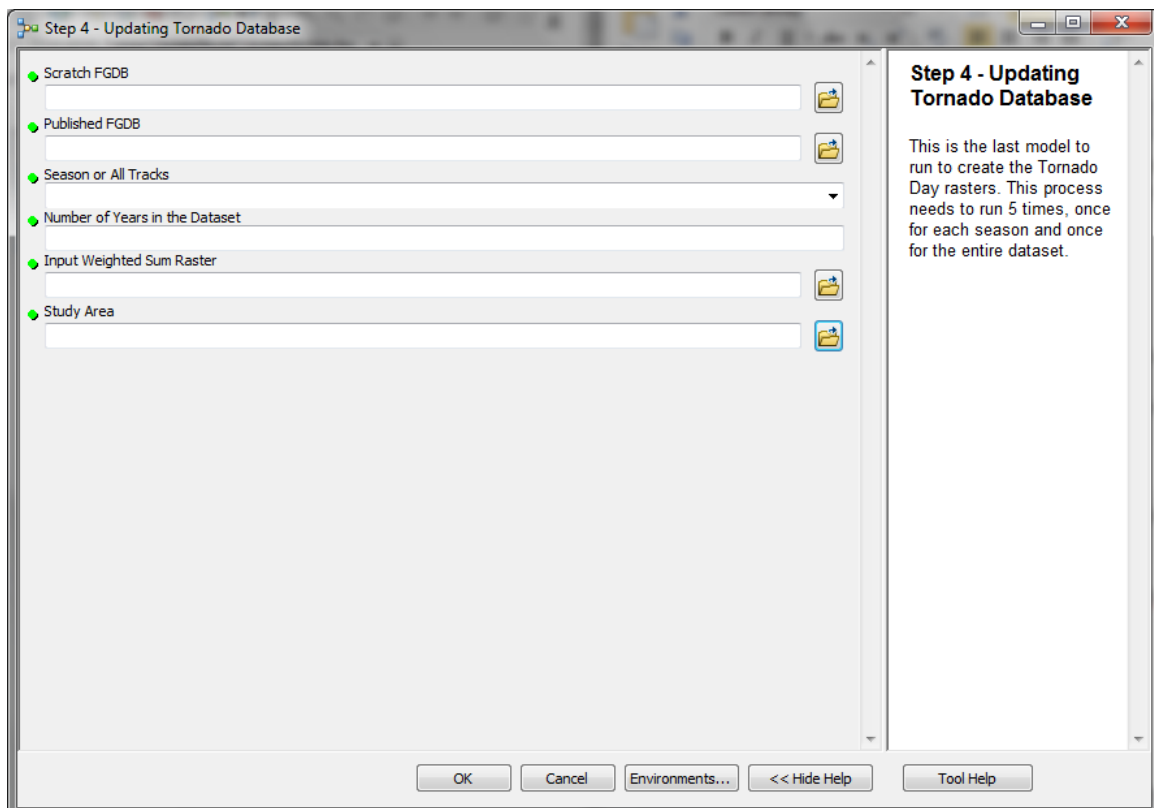 Step 4 - Updating Tornado Database
Scratch FGDB
Published FGDB
Season or All Tracks
Number of Years in the Dataset
Input Weighted Sum Raster
Study Area
Step 4 - Updating
Tornado Database
This is the last model to
run to create the Tornado
Day rasters. This process
needs to run 5 times, once
for each season and once
for the entire dataset.
OK
Cancel
Environments...
<< Hide Help
Tool Help